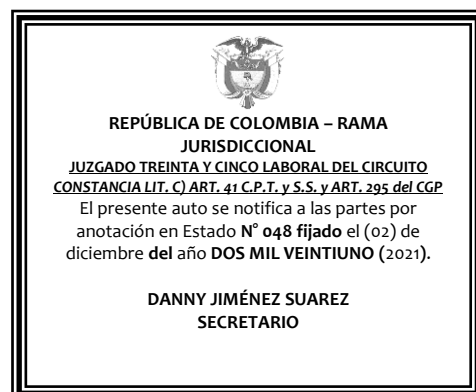 REPÚBLICA DE COLOMBIA – RAMA
JURISDICCIONAL
JUZGADO TREINTA Y CINCO LABORAL DEL CIRCUITO
CONSTANCIA LIT. C) ART. 41 C.P.T. y S.S. y ART. 295 del CGP
El presente auto se notifica a las partes por
anotación en Estado N° 048 fijado el (02) de
diciembre del año DOS MIL VEINTIUNO (2021).
DANNY JIMÉNEZ SUAREZ
SECRETARIO